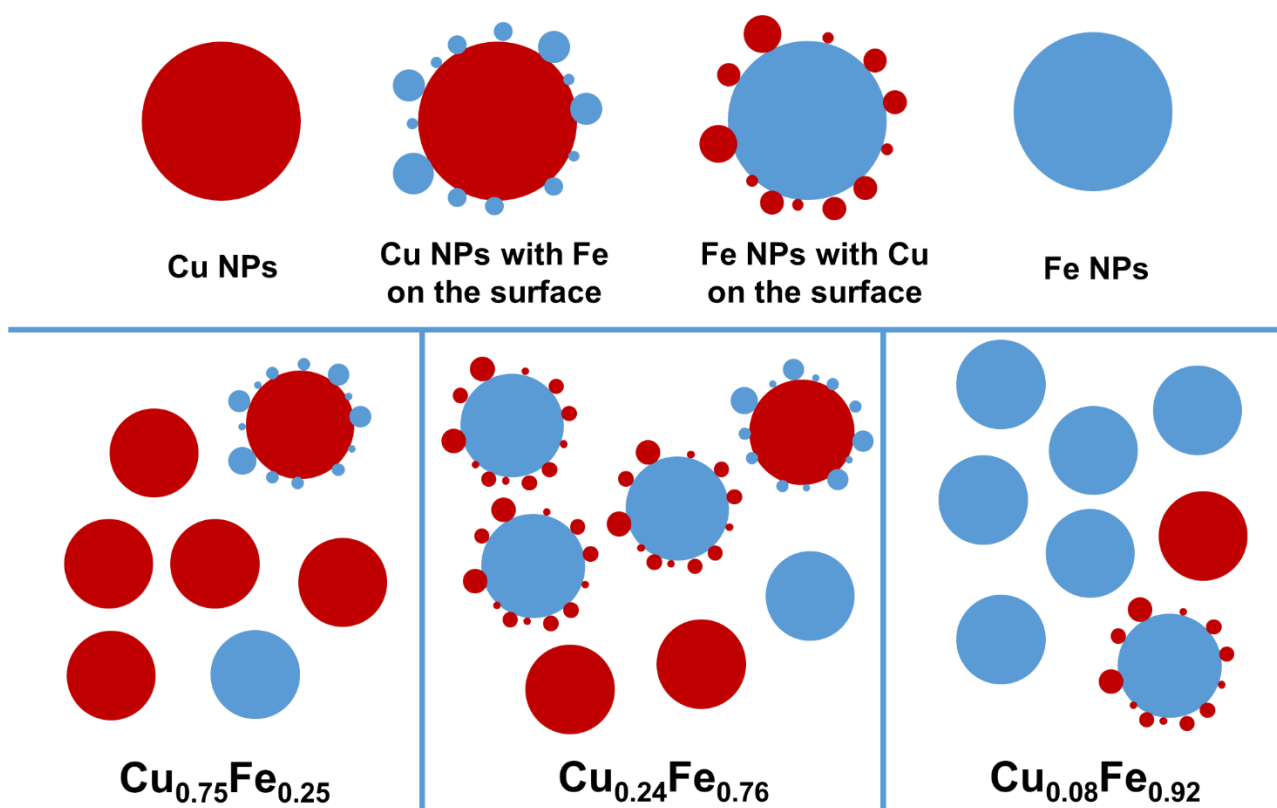 Cu NPs
Cu NPs with Fe
on the surface
Fe NPs with Cu
on the surface
Fe NPs
Cu0.75Fe0.25
Cu0.24Fe0.76
Cu0.08Fe0.92